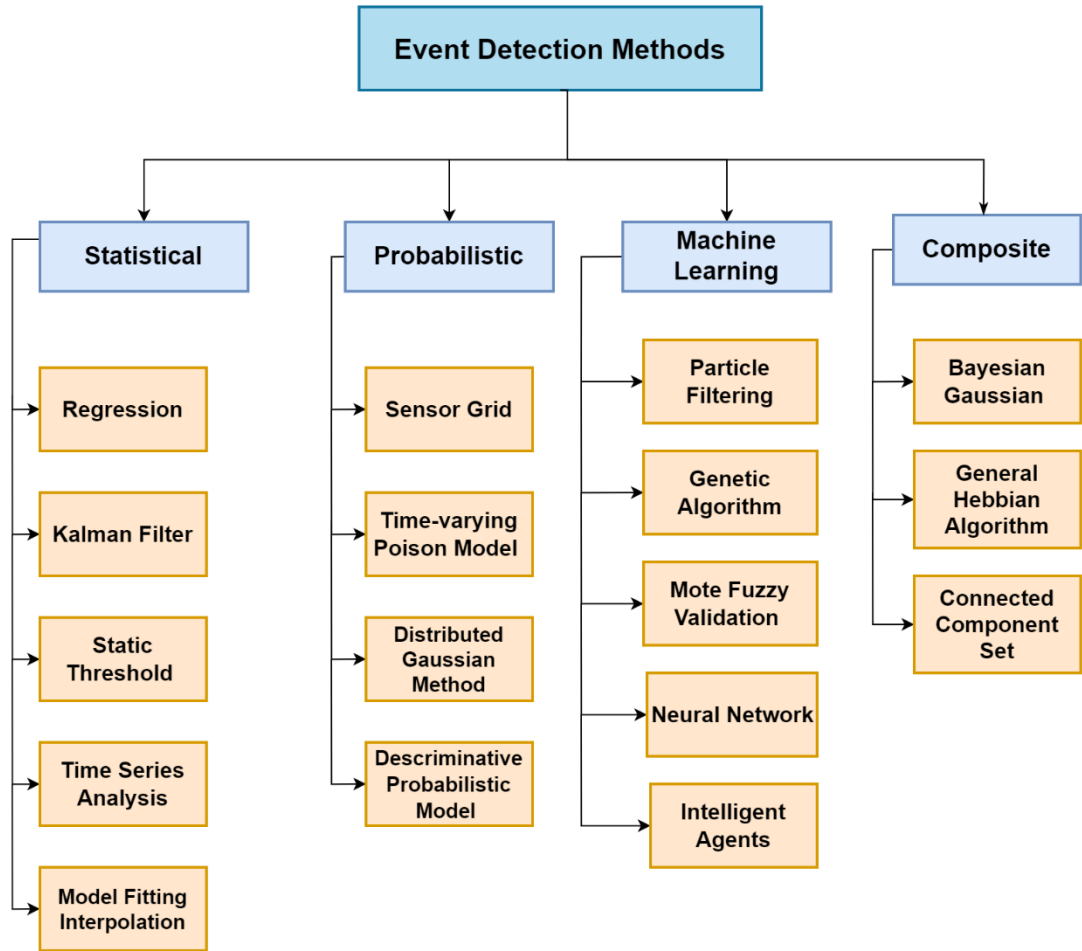 Event Detection Methods
Statistical
Probabilistic
Machine
Learning
Composite
Regression
Kalman Filter
Static
Threshold
Time Series
Analysis
Model Fitting
Interpolation
Sensor Grid
Time-varying
Poison Model
Distributed
Gaussian
Method
Descriminative
Probabilistic
Model
Particle
Filtering
Genetic
Algorithm
Mote Fuzzy
Validation
Neural Network
Intelligent
Agents
Bayesian
Gaussian
General
Hebbian
Algorithm
Connected
Component
Set